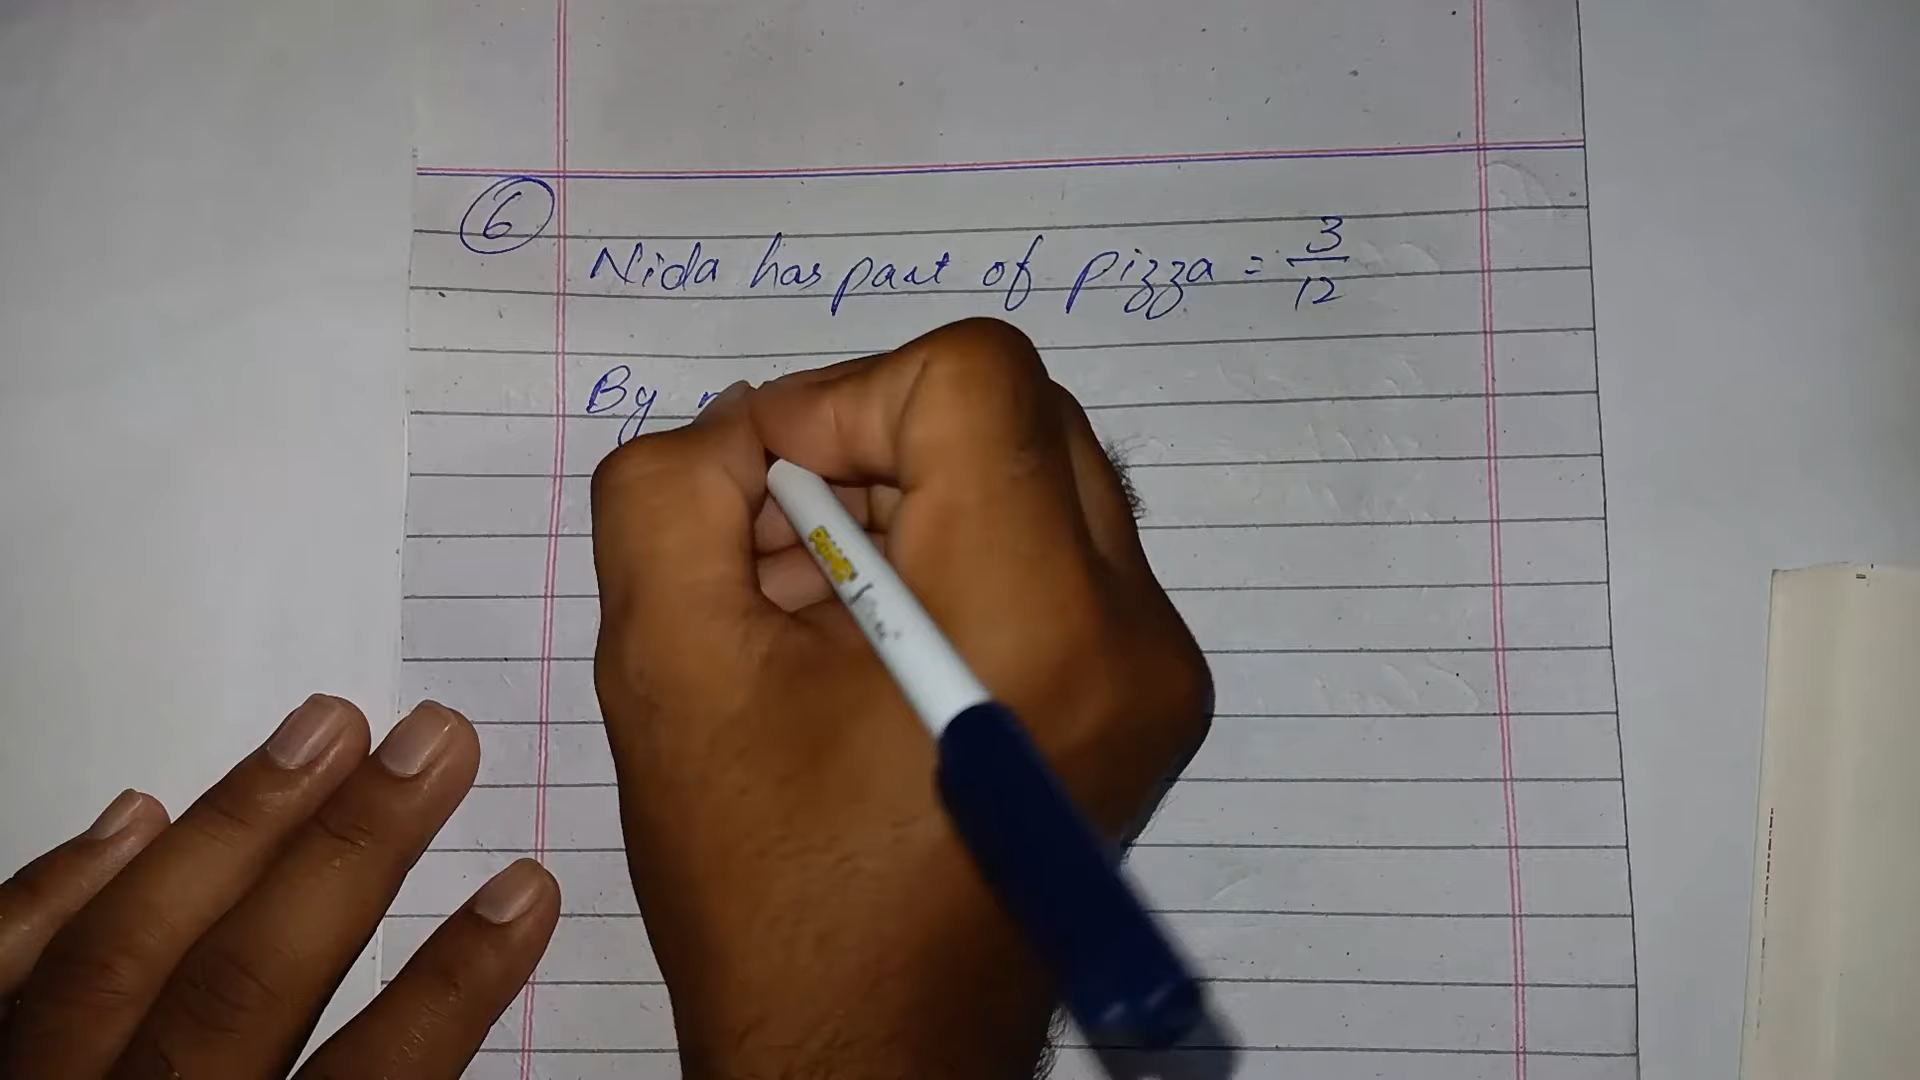 6
Nida has part of pizza = 3/12
By